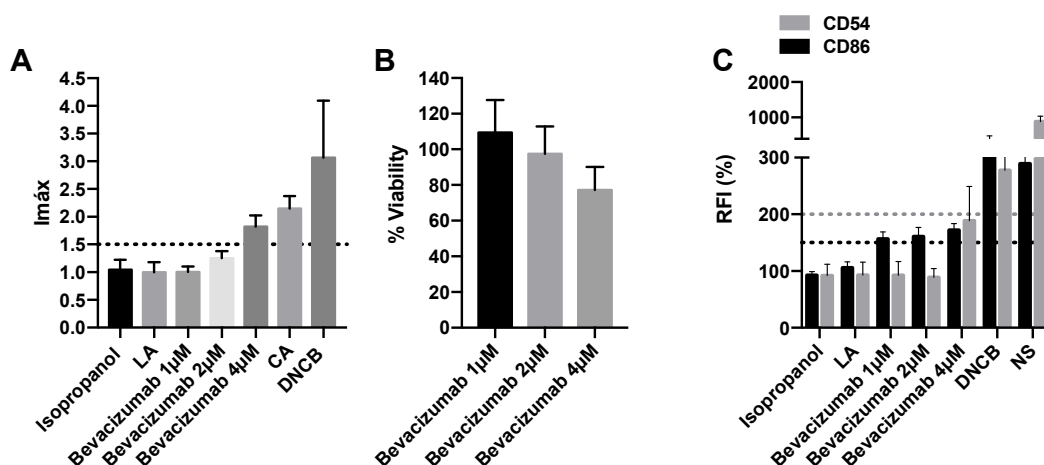 CD54
CD86
A
Imáx
4.5
4.0
3.5
3.0
2.5
2.0
1.5
1.0
0.5
0.0
Isopropanol
LA
Bevacizumab 1μM
Bevacizumab 2μM
Bevacizumab 4μM
CA
DNCB
B
% Viability
140
120
100
80
60
40
20
0
Bevacizumab 1μM
Bevacizumab 2μM
Bevacizumab 4μM
C
RFI (%)
2000
1000
300
200
100
0
Isopropanol
LA
Bevacizumab 1μM
Bevacizumab 2μM
Bevacizumab 4μM
DNCB
NS